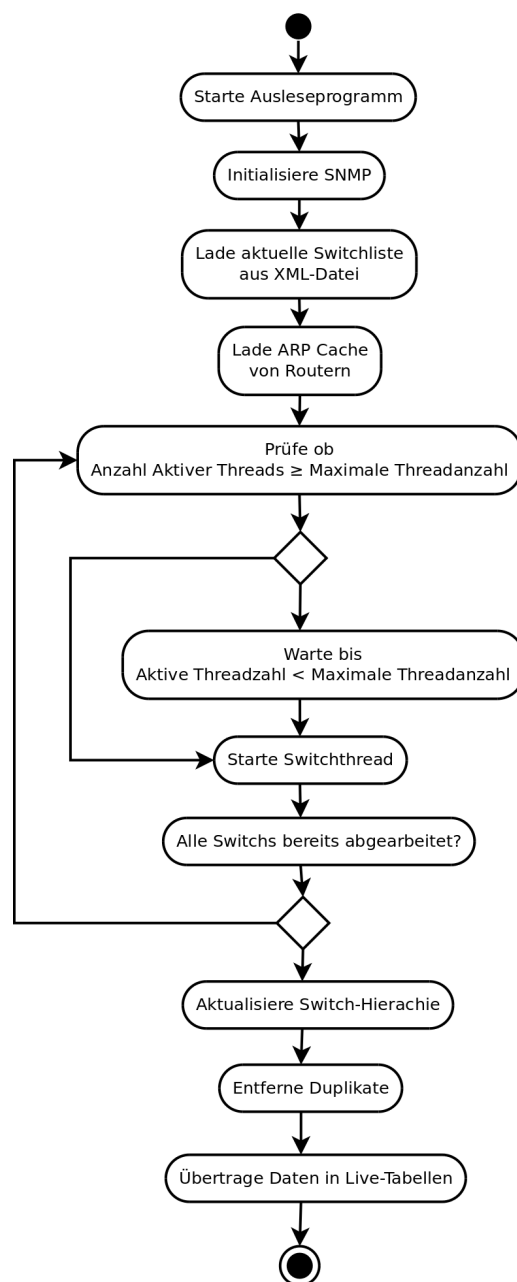 Starte Ausleseprogramm
Initialisiere SNMP
Lade aktuelle Switchliste
aus XML-Datei
Lade ARP Cache
von Routern
Prüfe ob
Anzahl Aktiver Threads ≥ Maximale Threadanzahl
Warte bis
Aktive Threadzahl < Maximale Threadanzahl
Starte Switchthread
Alle Switchs bereits abgearbeitet?
Aktualisiere Switch-Hierachie
Entferne Duplikate
Übertrage Daten in Live-Tabellen